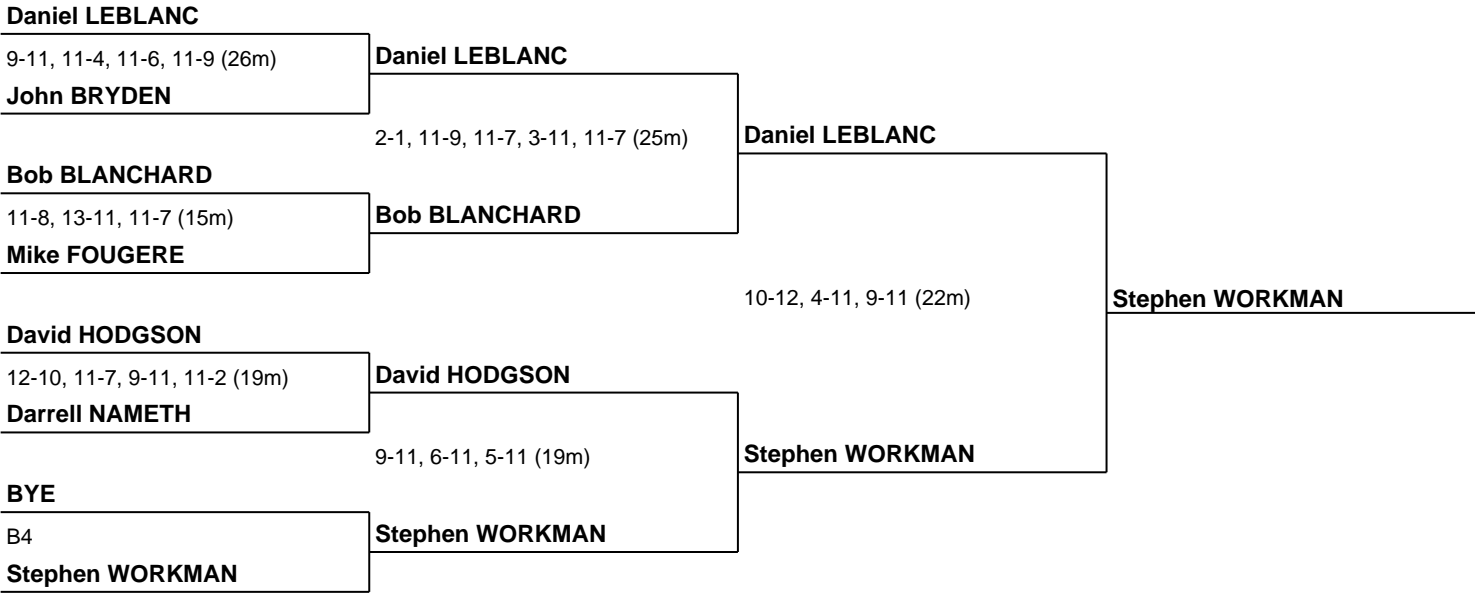 Daniel LEBLANC
9-11, 11-4, 11-6, 11-9 (26m)
Daniel LEBLANC
John BRYDEN
2-1, 11-9, 11-7, 3-11, 11-7 (25m)
Daniel LEBLANC
Bob BLANCHARD
11-8, 13-11, 11-7 (15m)
Bob BLANCHARD
Mike FOUGERE
10-12, 4-11, 9-11 (22m)
Stephen WORKMAN
David HODGSON
12-10, 11-7, 9-11, 11-2 (19m)
David HODGSON
Darrell NAMETH
9-11, 6-11, 5-11 (19m)
Stephen WORKMAN
BYE
B4
Stephen WORKMAN
Stephen WORKMAN